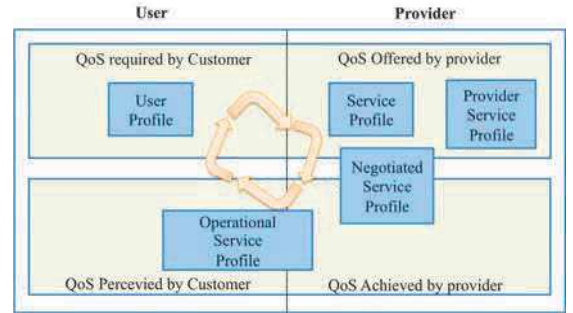 User
Provider
QoS required by Customer
QoS Offered by provider
User
Profile
Service
Profile
Provider
Service
Profile
Negotiated
Service
Profile
Operational
Service
Profile
QoS Percevied by Customer
QoS Achieved by provider